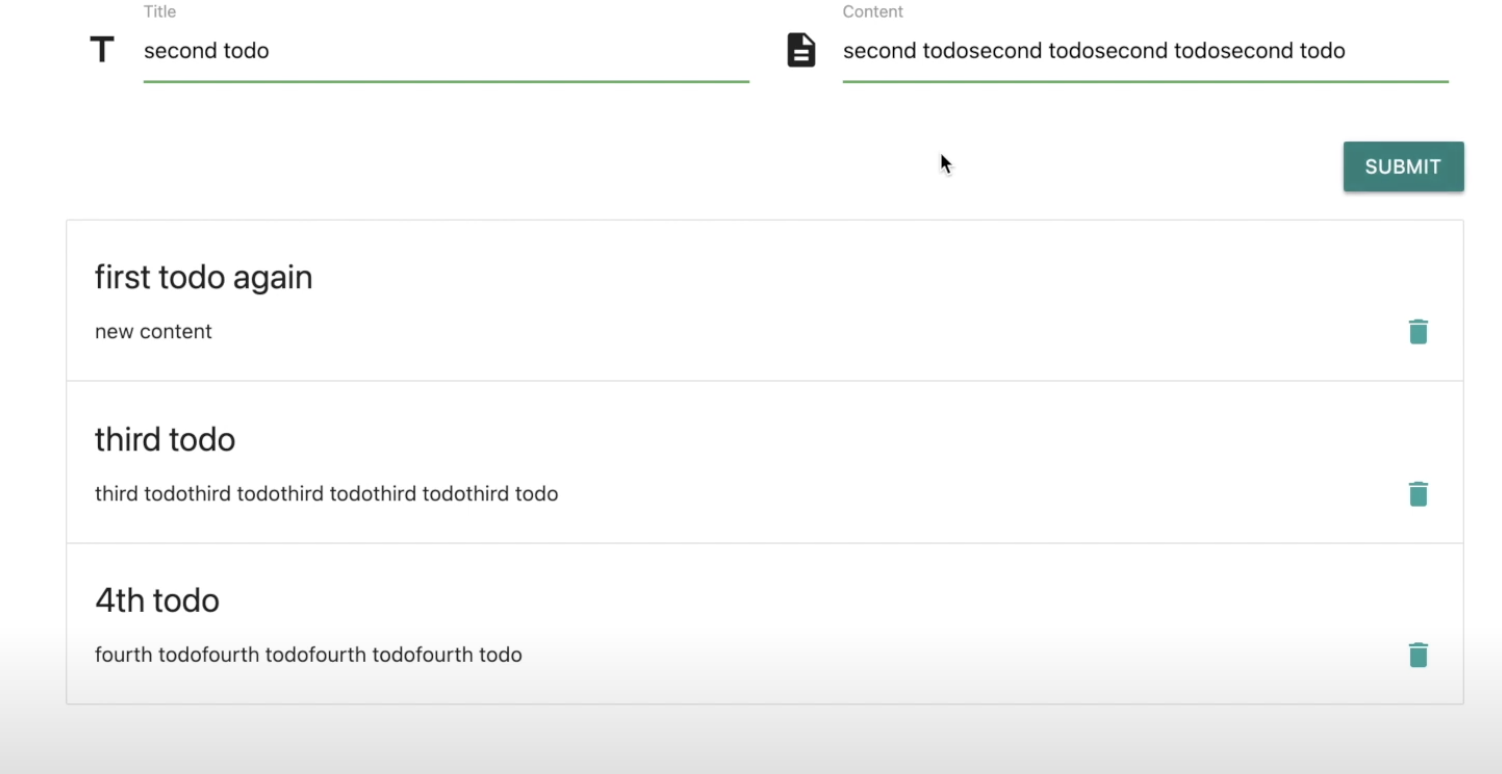 Title
Content
second todo
second todosecond todosecond todosecond todo
SUBMIT
first todo again
new content
third todo
third todothird todothird todothird todothird todo
4th todo
fourth todofourth todofourth todofourth todo